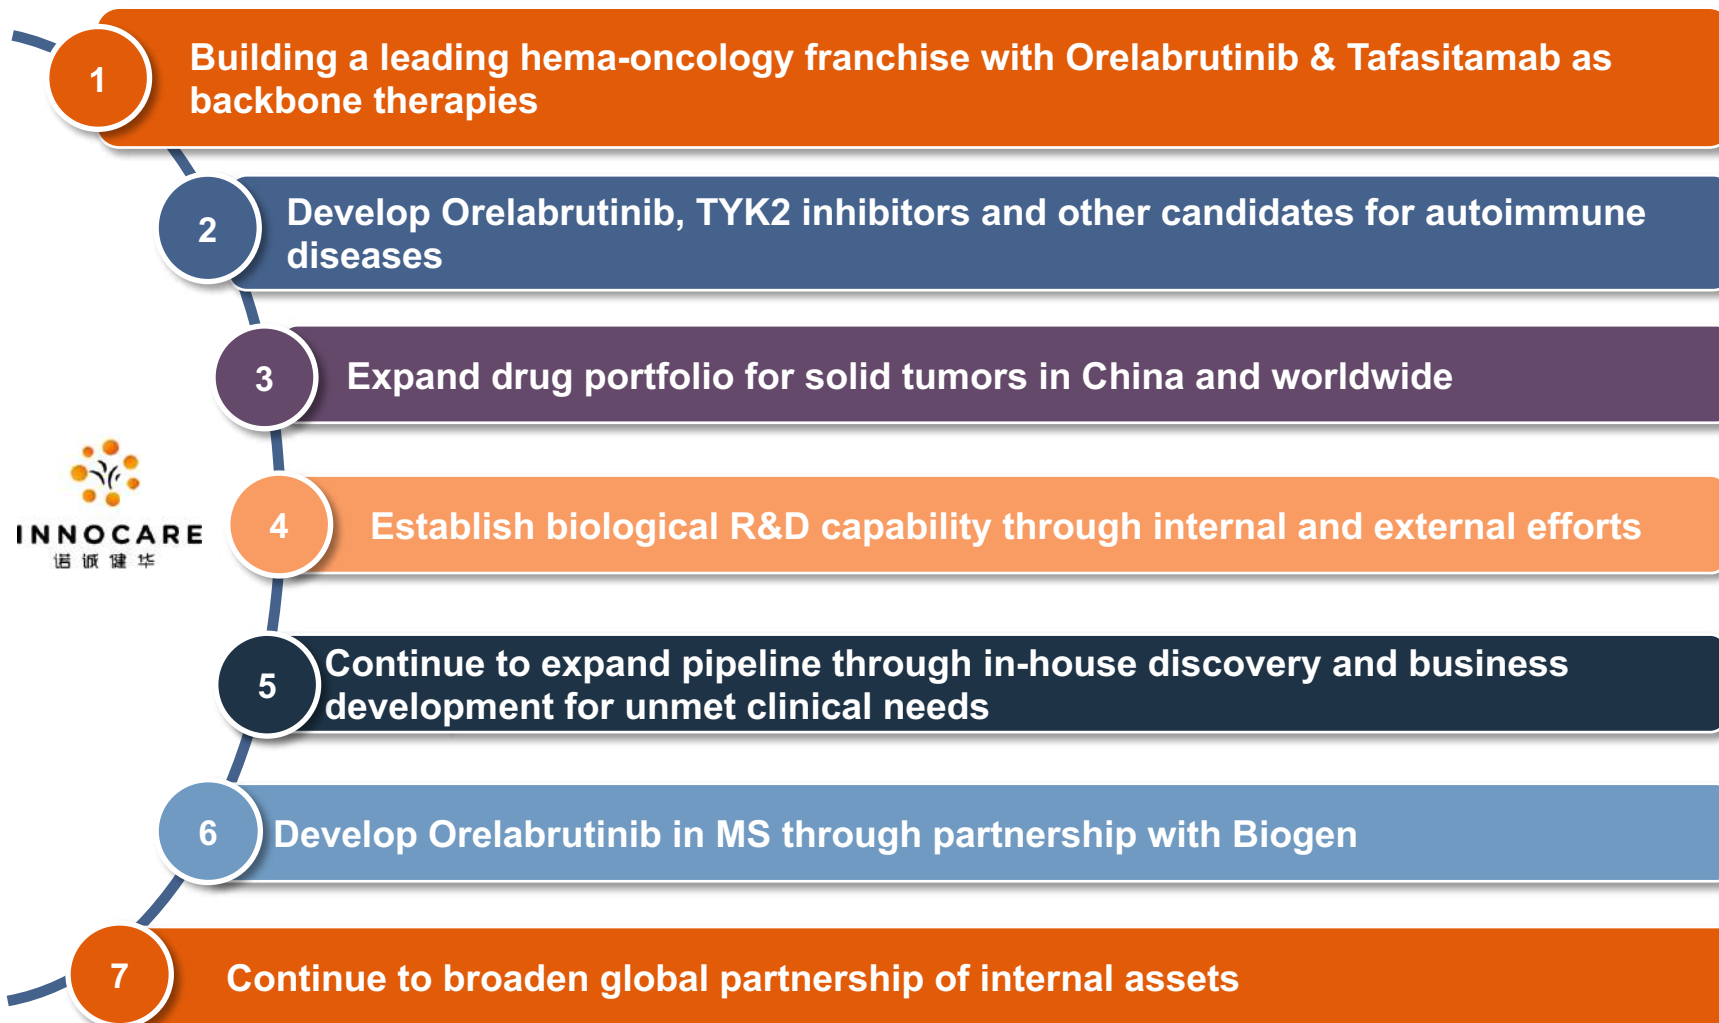 1
Building a leading hema-oncology franchise with Orelabrutinib & Tafasitamab as
backbone therapies
2
Develop Orelabrutinib, TYK2 inhibitors and other candidates for autoimmune
diseases
3
Expand drug portfolio for solid tumors in China and worldwide
INNOCARE
诺诚健华
4
Establish biological R&D capability through internal and external efforts
5
Continue to expand pipeline through in-house discovery and business
development for unmet clinical needs
6
Develop Orelabrutinib in MS through partnership with Biogen
7
Continue to broaden global partnership of internal assets